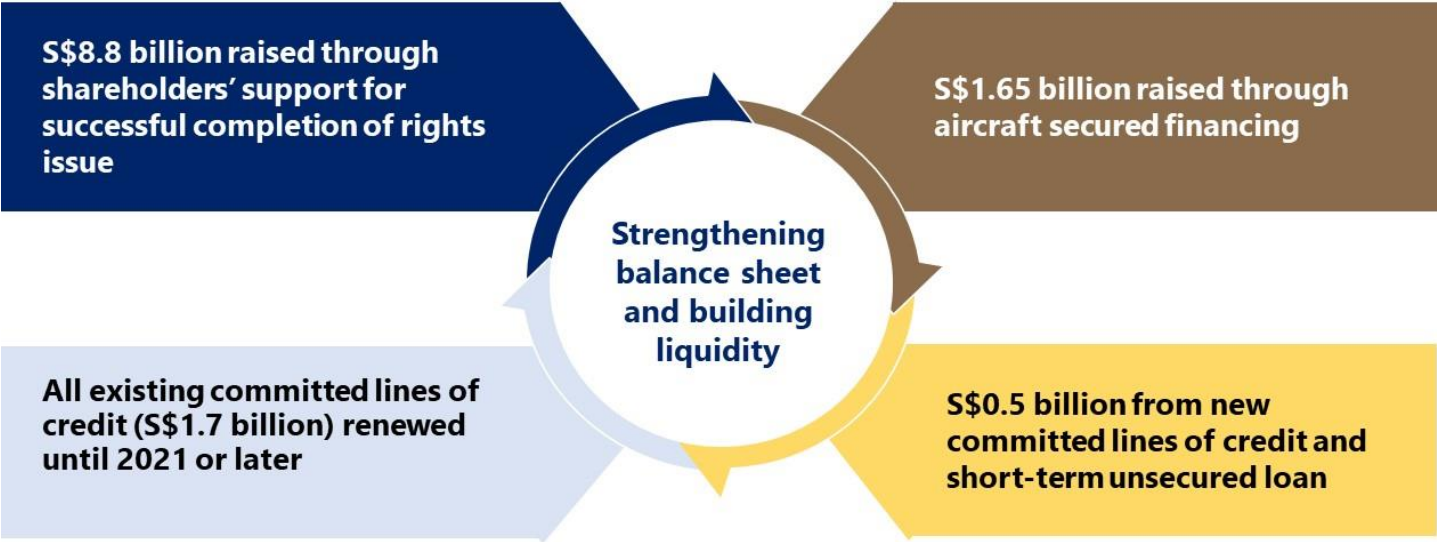 S$8.8 billion raised through
shareholders’ support for
successful completion of rights
issue
S$1.65 billion raised through
aircraft secured financing
Strengthening
balance sheet
and building
liquidity
All existing committed lines of
credit (S$1.7 billion) renewed
until 2021 or later
S$0.5 billion from new
committed lines of credit and
short-term unsecured loan